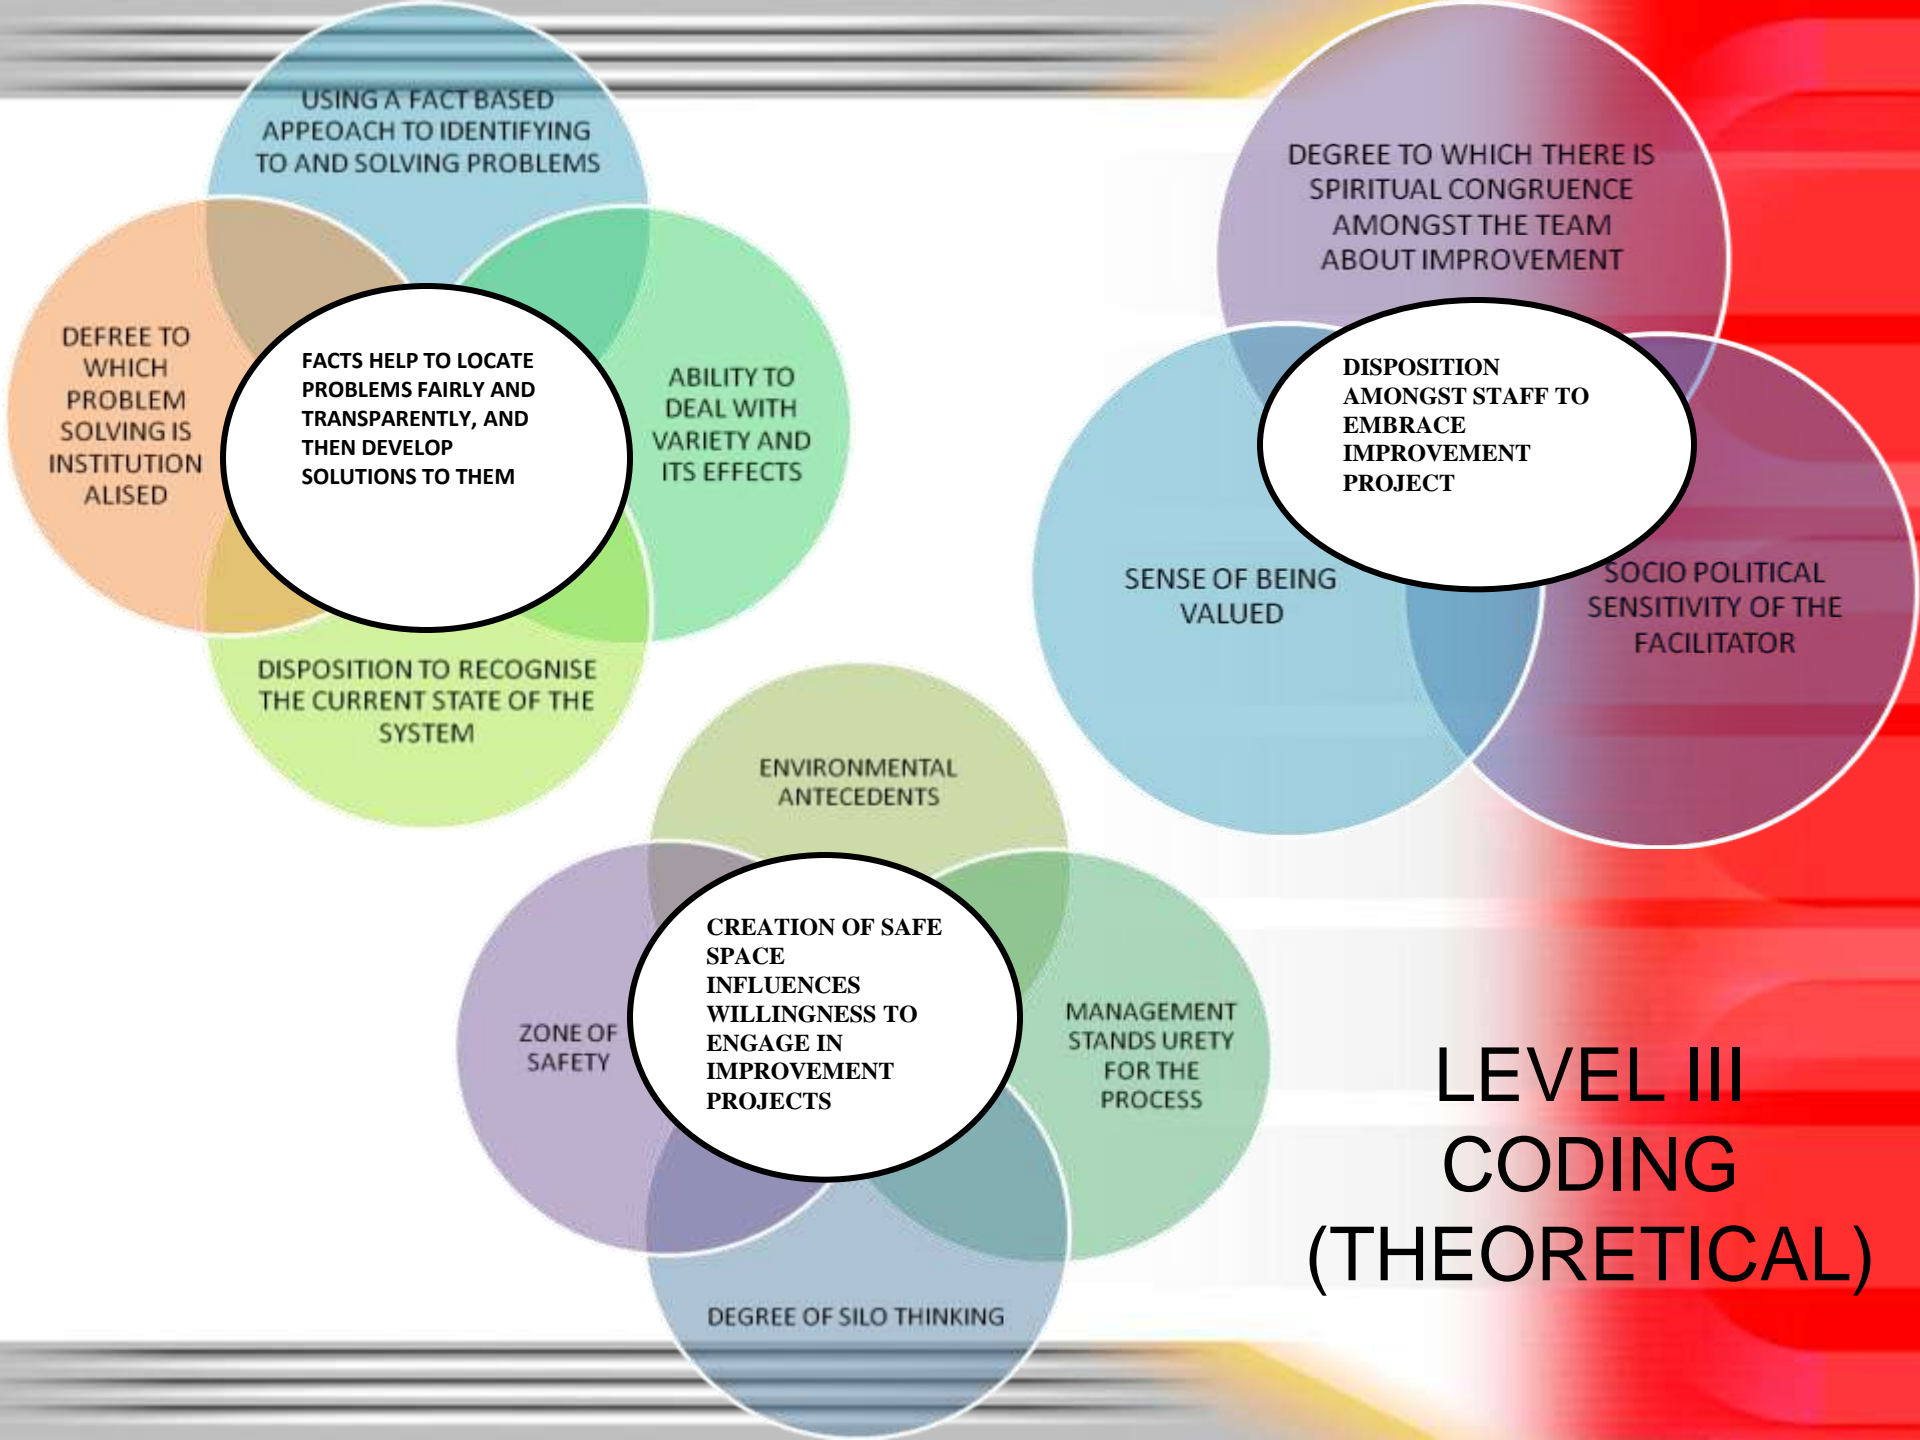 USING A FACT BASED
APPEOACH TO IDENTIFYING
TO AND SOLVING PROBLEMS
DEFREE TO
WHICH
PROBLEM
SOLVING IS
INSTITUTION
ALISED
FACTS HELP TO LOCATE
PROBLEMS FAIRLY AND
TRANSPARENTLY, AND
THEN DEVELOP
SOLUTIONS TO THEM
ABILITY TO
DEAL WITH
VARIETY AND
ITS EFFECTS
DISPOSITION TO RECOGNISE
THE CURRENT STATE OF THE
SYSTEM
DEGREE TO WHICH THERE IS
SPIRITUAL CONGRUENCE
AMONGST THE TEAM
ABOUT IMPROVEMENT
DISPOSITION
AMONGST STAFF TO
EMBRACE
IMPROVEMENT
PROJECT
SENSE OF BEING
VALUED
SOCIO POLITICAL
SENSITIVITY OF THE
FACILITATOR
ENVIRONMENTAL
ANTECEDENTS
ZONE OF
SAFETY
CREATION OF SAFE
SPACE
INFLUENCES
WILLINGNESS TO
ENGAGE IN
IMPROVEMENT
PROJECTS
MANAGEMENT
STANDS URETY
FOR THE
PROCESS
DEGREE OF SILO THINKING
LEVEL III
CODING
(THEORETICAL)